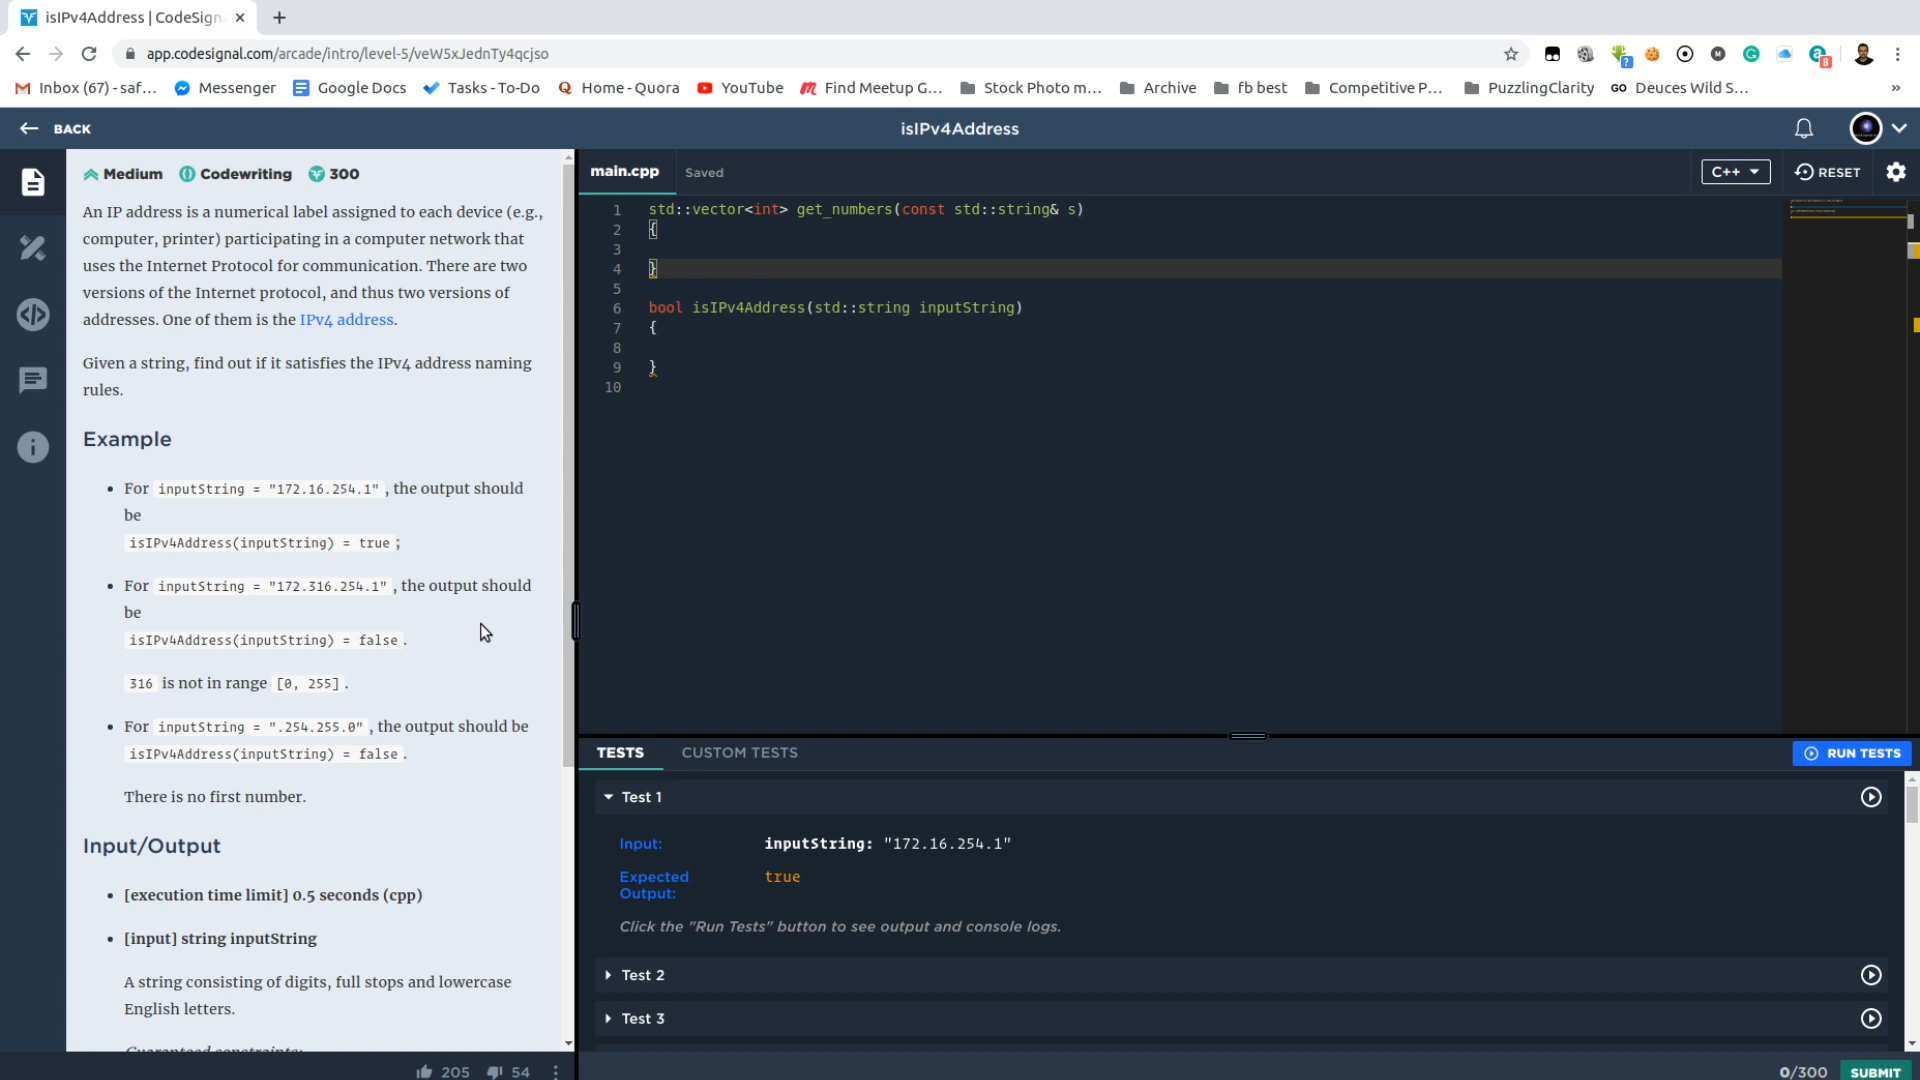 isIPv4Address | CodeSign
app.codesignal.com/arcade/intro/level-5/veW5xJednTy4qcjso
Inbox (67) - saf... Messenger Google Docs Tasks - To-Do Home - Quora YouTube Find Meetup G... Stock Photo m... Archive fb best Competitive P... PuzzlingClarity GO Deuces Wild S... »
BACK
isIPv4Address
Medium Codewriting 300
An IP address is a numerical label assigned to each device (e.g.,
computer, printer) participating in a computer network that
uses the Internet Protocol for communication. There are two
versions of the Internet protocol, and thus two versions of
addresses. One of them is the IPv4 address.
Given a string, find out if it satisfies the IPv4 address naming
rules.
Example
• For inputString = "172.16.254.1", the output should
be
isIPv4Address(inputString) = true;
• For inputString = "172.316.254.1", the output should
be
isIPv4Address(inputString) = false.
316 is not in range [0, 255].
• For inputString = ".254.255.0", the output should be
isIPv4Address(inputString) = false.
There is no first number.
Input/Output
• [execution time limit] 0.5 seconds (cpp)
• [input] string inputString
A string consisting of digits, full stops and lowercase
English letters.
Guaranteed constraints:
205 54
main.cpp Saved
C++ RESET
1 std::vector<int> get_numbers(const std::string& s)
2 {
3
4 }
5
6 bool isIPv4Address(std::string inputString)
7 {
8
9 }
10
TESTS CUSTOM TESTS
RUN TESTS
Test 1
Input: inputString: "172.16.254.1"
Expected true
Output:
Click the "Run Tests" button to see output and console logs.
Test 2
Test 3
0/300 SUBMIT